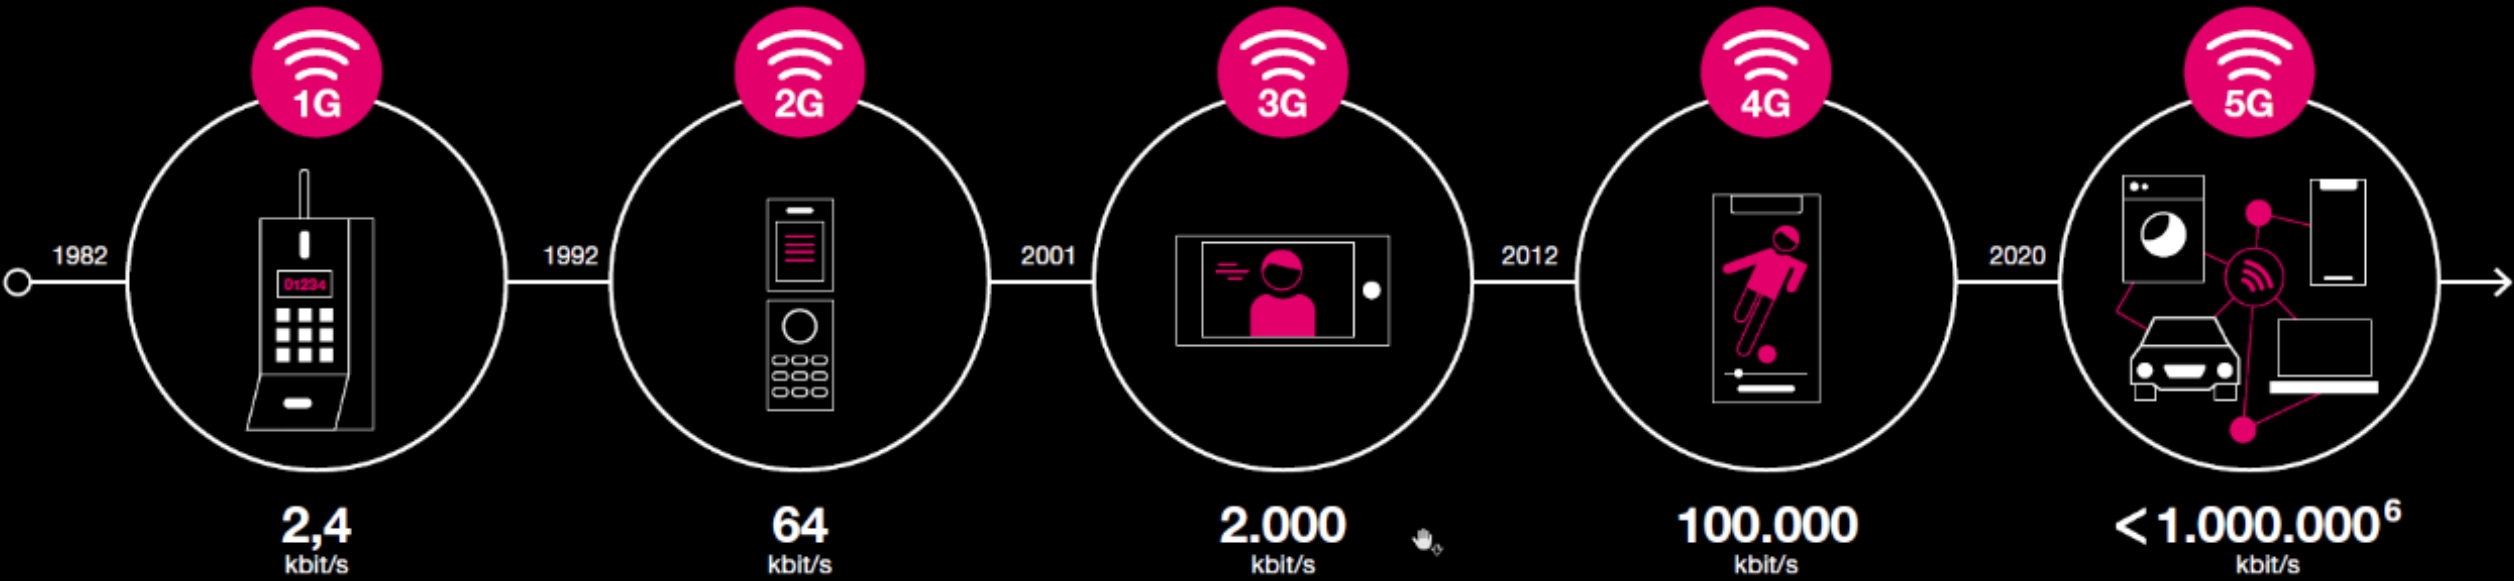 1G
2G
3G
4G
5G
1982
1992
2001
2012
2020
01234
2,4
kbit/s
64
kbit/s
2.000
kbit/s
100.000
kbit/s
<1.000.000⁶
kbit/s